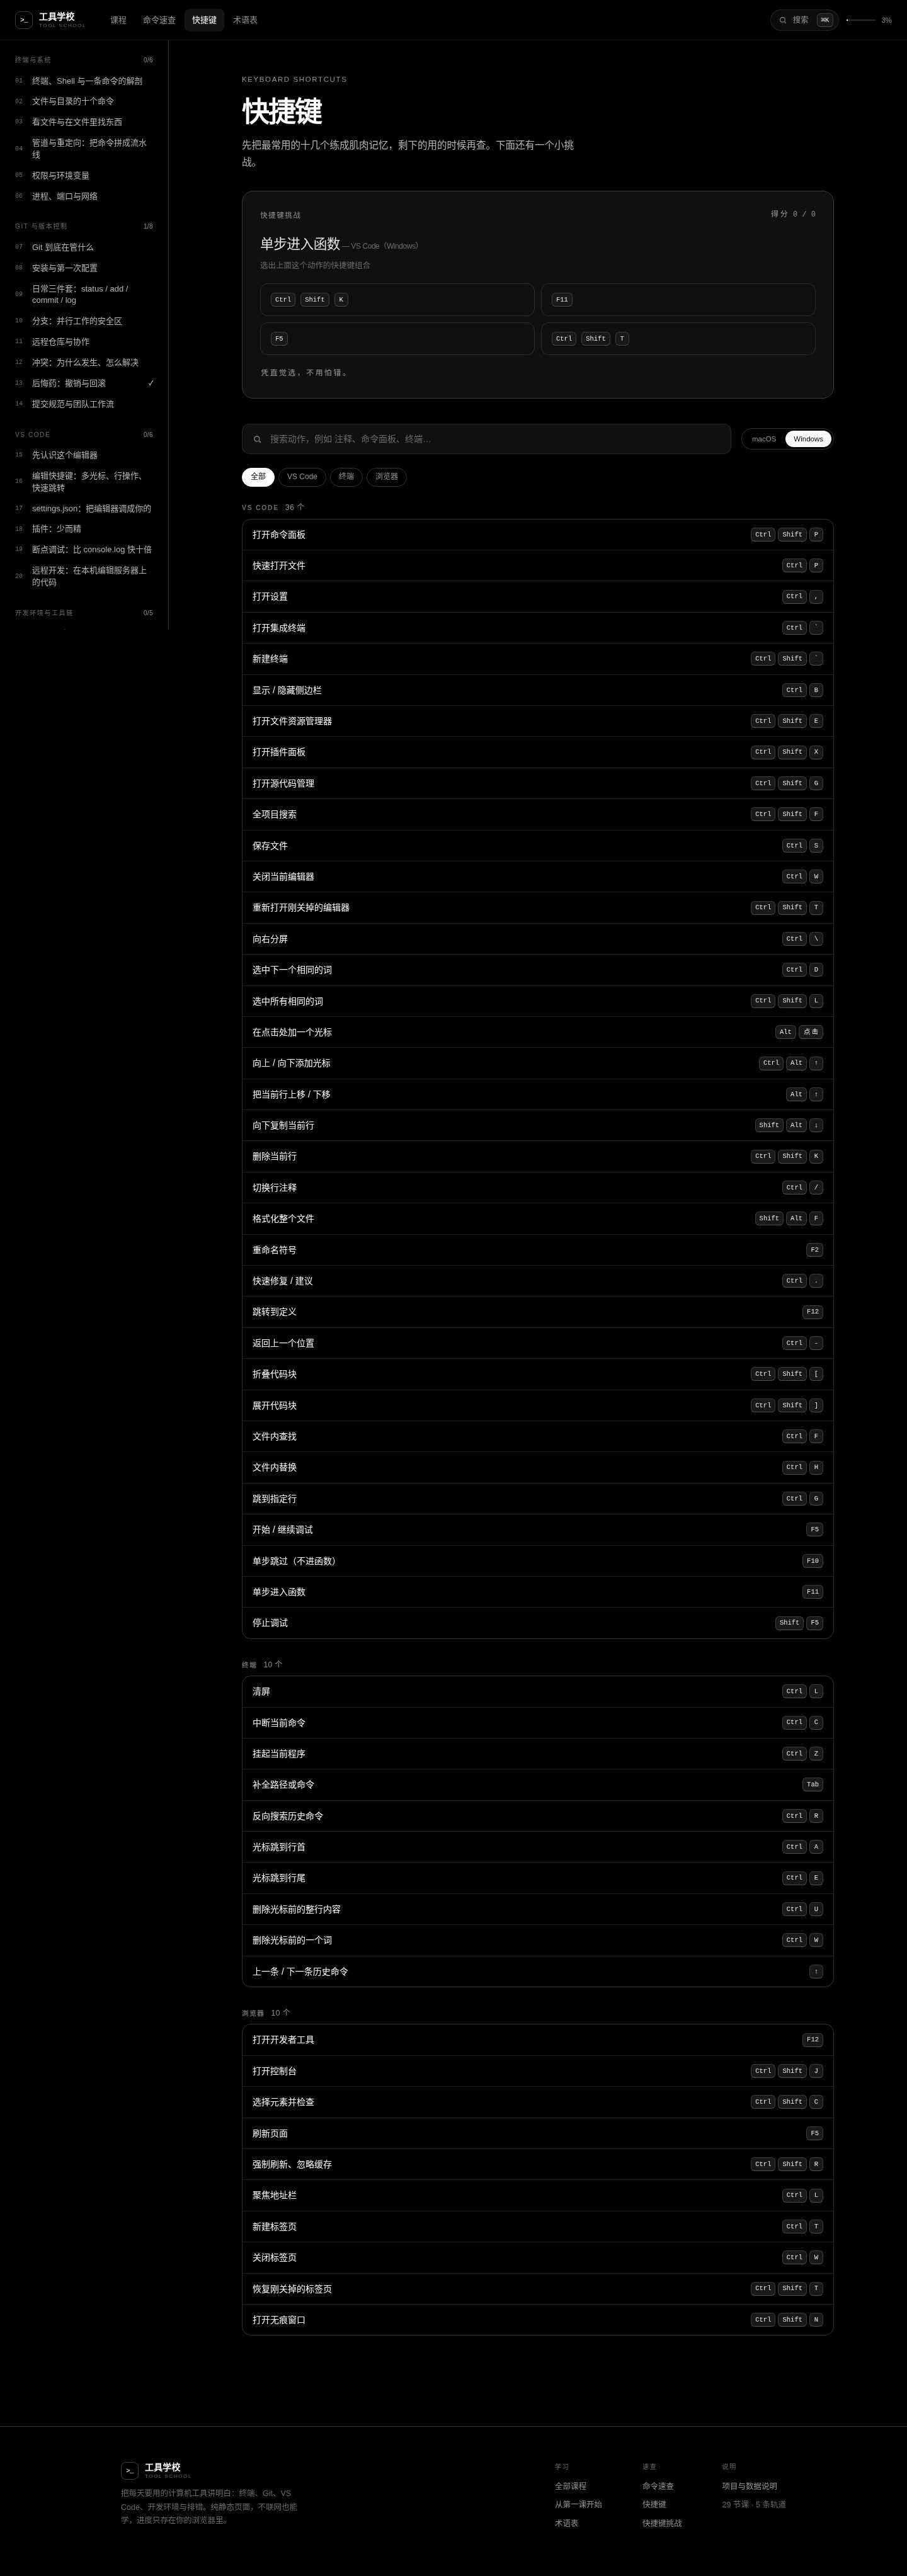 >_ 工具学校
TOOL SCHOOL
课程 命令速查 快捷键 术语表
搜索 ⌘K
3%
终端与系统 0/6
01 终端、Shell 与一条命令的解剖
02 文件与目录的十个命令
03 看文件与在文件里找东西
04 管道与重定向：把命令拼成流水
线
05 权限与环境变量
06 进程、端口与网络
GIT 与版本控制 1/8
07 Git 到底在管什么
08 安装与第一次配置
09 日常三件套：status / add /
commit / log
10 分支：并行工作的安全区
11 远程仓库与协作
12 冲突：为什么发生、怎么解决
13 后悔药：撤销与回滚 ✓
14 提交规范与团队工作流
VS CODE 0/6
15 先认识这个编辑器
16 编辑快捷键：多光标、行操作、
快速跳转
17 settings.json：把编辑器调成你的
18 插件：少而精
19 断点调试：比 console.log 快十倍
20 远程开发：在本机编辑服务器上
的代码
开发环境与工具链 0/5
KEYBOARD SHORTCUTS
快捷键
先把最常用的十几个练成肌肉记忆，剩下的用的时候再查。下面还有一个小挑
战。
快捷键挑战 得分 0 / 0
单步进入函数 — VS Code（Windows）
选出上面这个动作的快捷键组合
Ctrl Shift K
F11
F5
Ctrl Shift T
凭直觉选，不用怕错。
搜索动作，例如 注释、命令面板、终端…
macOS Windows
全部 VS Code 终端 浏览器
VS CODE 36 个
打开命令面板 Ctrl Shift P
快速打开文件 Ctrl P
打开设置 Ctrl ,
打开集成终端 Ctrl `
新建终端 Ctrl Shift `
显示 / 隐藏侧边栏 Ctrl B
打开文件资源管理器 Ctrl Shift E
打开插件面板 Ctrl Shift X
打开源代码管理 Ctrl Shift G
全项目搜索 Ctrl Shift F
保存文件 Ctrl S
关闭当前编辑器 Ctrl W
重新打开刚关掉的编辑器 Ctrl Shift T
向右分屏 Ctrl \
选中下一个相同的词 Ctrl D
选中所有相同的词 Ctrl Shift L
在点击处加一个光标 Alt 点击
向上 / 向下添加光标 Ctrl Alt ↑
把当前行上移 / 下移 Alt ↑
向下复制当前行 Shift Alt ↓
删除当前行 Ctrl Shift K
切换行注释 Ctrl /
格式化整个文件 Shift Alt F
重命名符号 F2
快速修复 / 建议 Ctrl .
跳转到定义 F12
返回上一个位置 Ctrl -
折叠代码块 Ctrl Shift [
展开代码块 Ctrl Shift ]
文件内查找 Ctrl F
文件内替换 Ctrl H
跳到指定行 Ctrl G
开始 / 继续调试 F5
单步跳过（不进函数） F10
单步进入函数 F11
停止调试 Shift F5
终端 10 个
清屏 Ctrl L
中断当前命令 Ctrl C
挂起当前程序 Ctrl Z
补全路径或命令 Tab
反向搜索历史命令 Ctrl R
光标跳到行首 Ctrl A
光标跳到行尾 Ctrl E
删除光标前的整行内容 Ctrl U
删除光标前的一个词 Ctrl W
上一条 / 下一条历史命令 ↑
浏览器 10 个
打开开发者工具 F12
打开控制台 Ctrl Shift J
选择元素并检查 Ctrl Shift C
刷新页面 F5
强制刷新、忽略缓存 Ctrl Shift R
聚焦地址栏 Ctrl L
新建标签页 Ctrl T
关闭标签页 Ctrl W
恢复刚关掉的标签页 Ctrl Shift T
打开无痕窗口 Ctrl Shift N
>_ 工具学校
TOOL SCHOOL
把每天要用的计算机工具讲明白：终端、Git、VS
Code、开发环境与排错。纯静态页面，不联网也能
学，进度只存在你的浏览器里。
学习
全部课程
从第一课开始
术语表
速查
命令速查
快捷键
快捷键挑战
说明
项目与数据说明
29 节课 · 5 条轨道